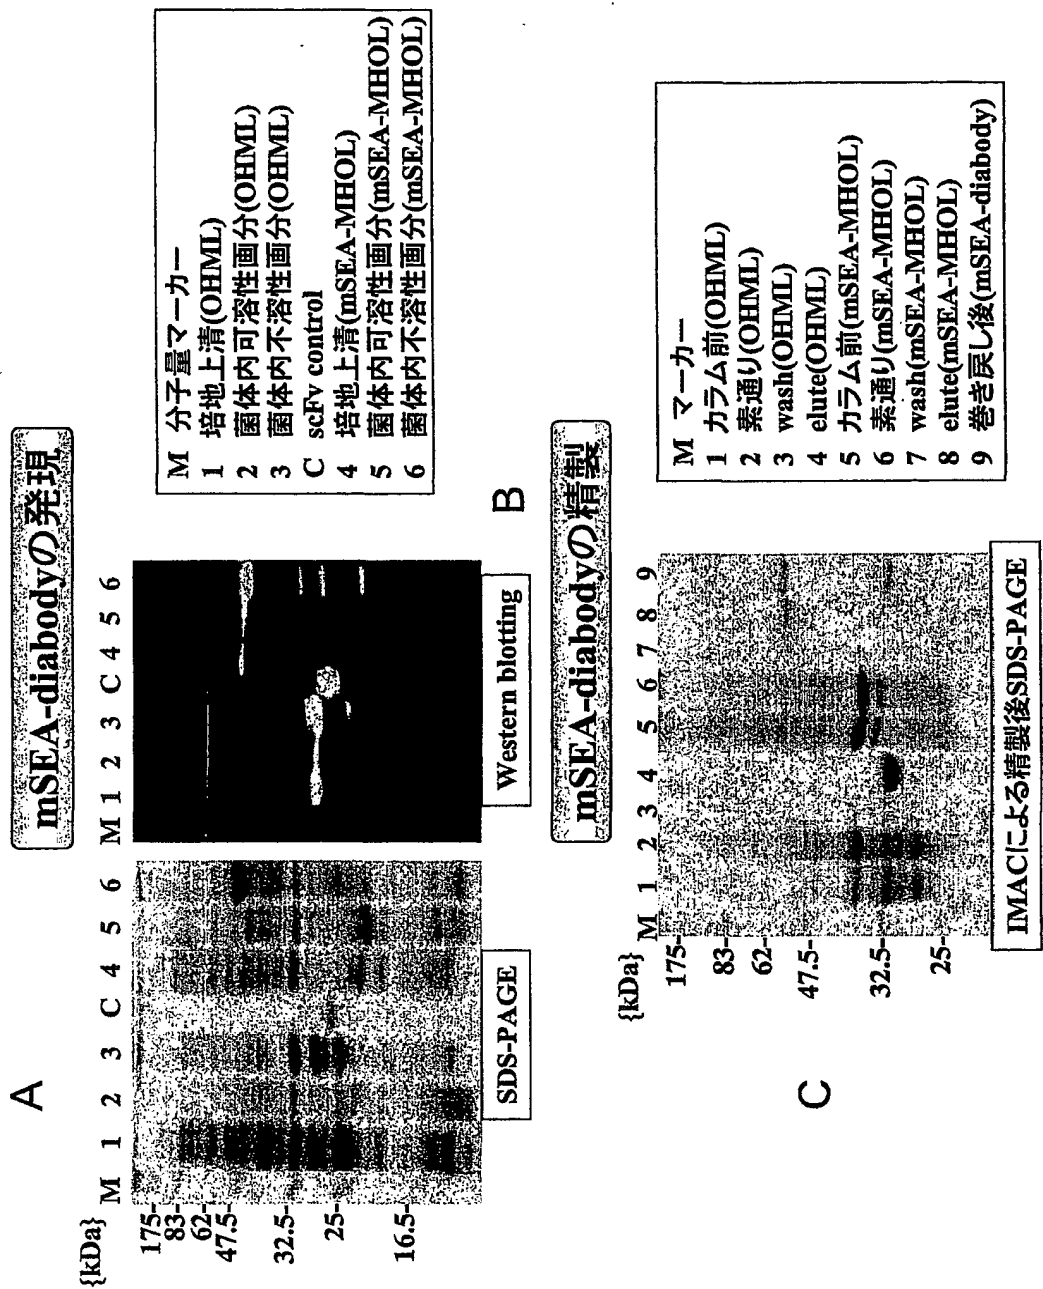 A
mSEA-diabodyの発現
{kDa}
M 1 2 3 C 4 5 6
M 1 2 3 C 4 5 6
175-
83-
62-
47.5-
32.5-
25-
16.5-
SDS-PAGE
Western blotting
M 分子量マーカー
1 培地上清(OHML)
2 菌体内可溶性画分(OHML)
3 菌体内不溶性画分(OHML)
C scFv control
4 培地上清(mSEA-MHOL)
5 菌体内可溶性画分(mSEA-MHOL)
6 菌体内不溶性画分(mSEA-MHOL)
B
C
mSEA-diabodyの精製
{kDa}
M 1 2 3 4 5 6 7 8 9
175-
83-
62-
47.5-
32.5-
25-
IMACによる精製後SDS-PAGE
M マーカー
1 カラム前(OHML)
2 素通り(OHML)
3 wash(OHML)
4 elute(OHML)
5 カラム前(mSEA-MHOL)
6 素通り(mSEA-MHOL)
7 wash(mSEA-MHOL)
8 elute(mSEA-MHOL)
9 巻き戻し後(mSEA-diabody)